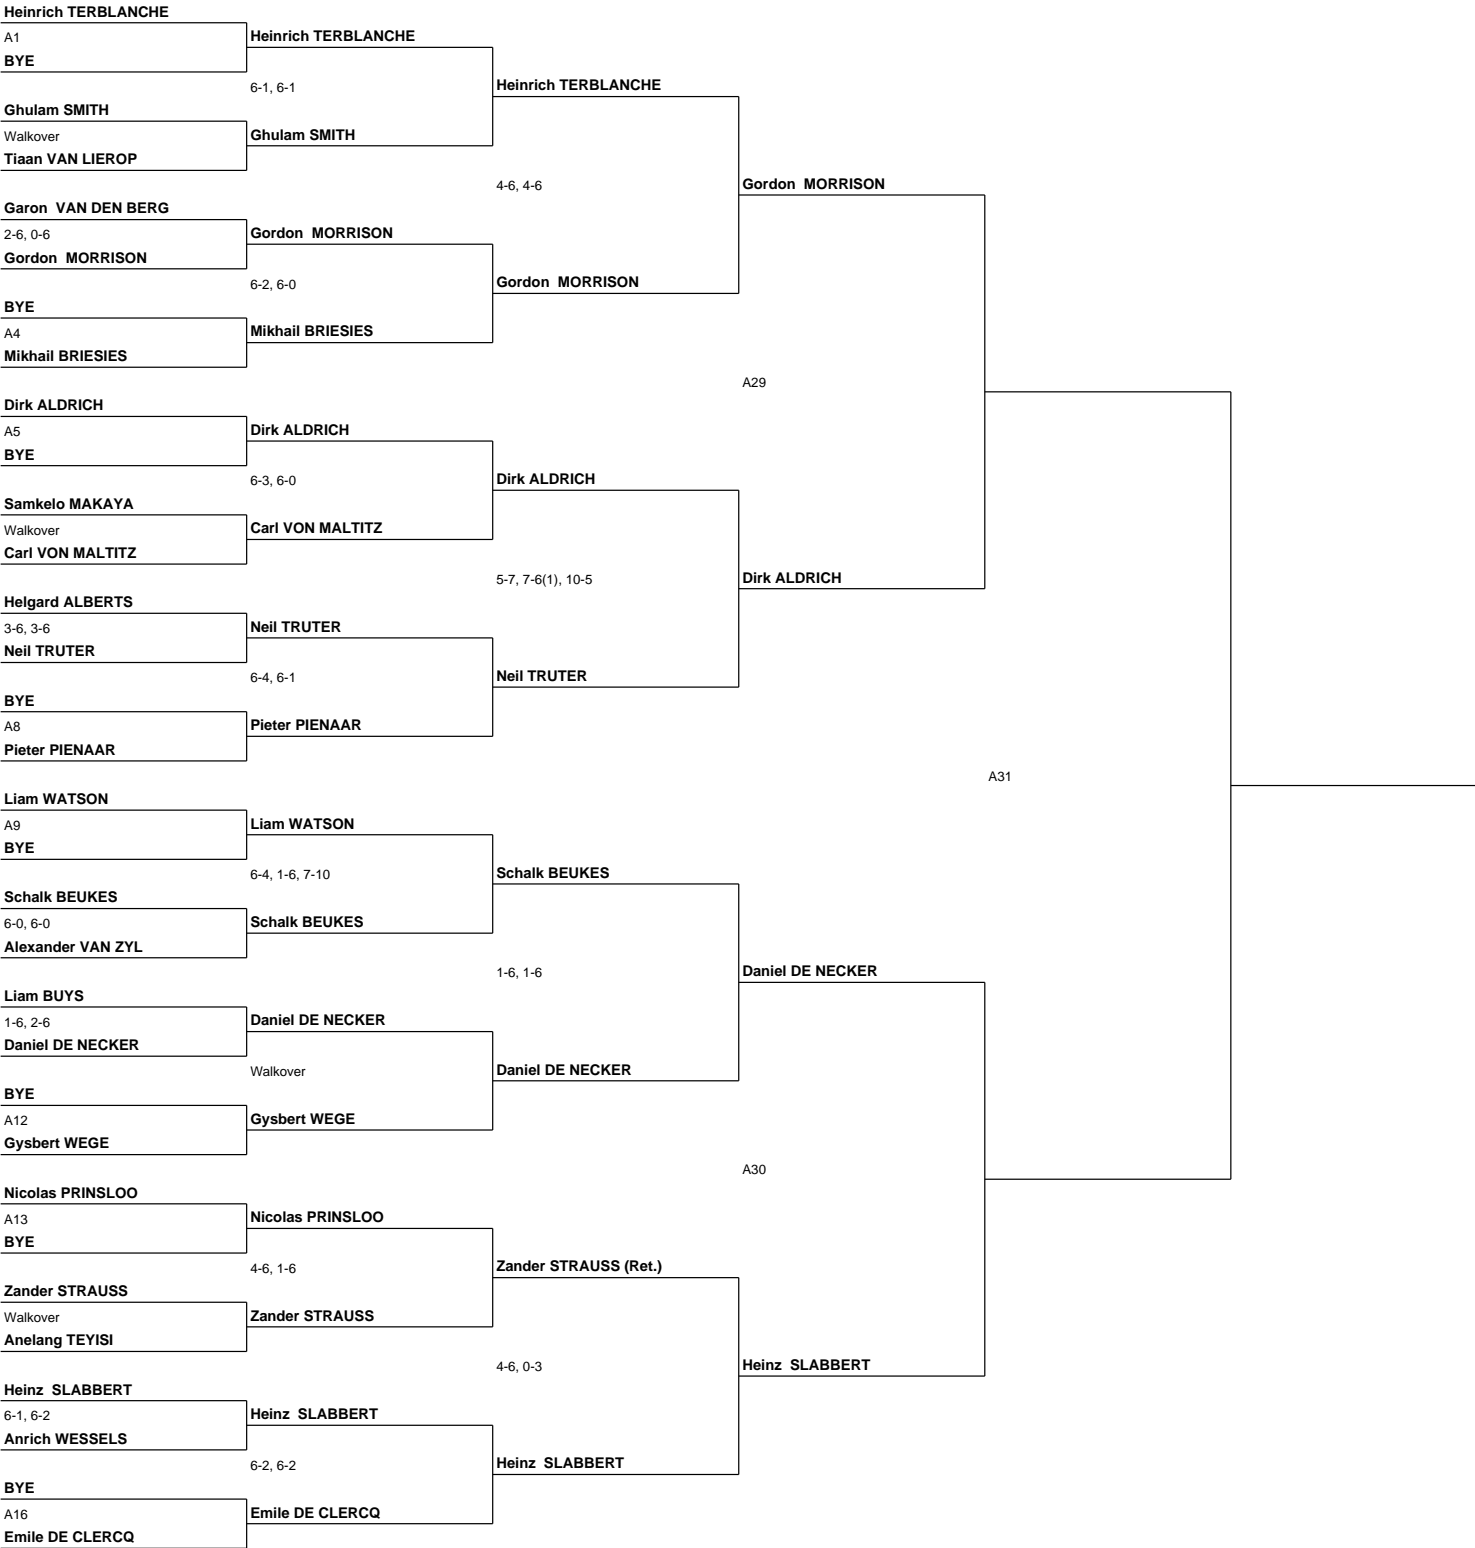 Heinrich TERBLANCHE
A1
BYE
Heinrich TERBLANCHE
6-1, 6-1
Heinrich TERBLANCHE
Ghulam SMITH
Walkover
Tiaan VAN LIEROP
Ghulam SMITH
4-6, 4-6
Gordon  MORRISON
Garon  VAN DEN BERG
2-6, 0-6
Gordon  MORRISON
Gordon  MORRISON
6-2, 6-0
Gordon  MORRISON
BYE
A4
Mikhail BRIESIES
Mikhail BRIESIES
A29
Dirk ALDRICH
A5
BYE
Dirk ALDRICH
6-3, 6-0
Dirk ALDRICH
Samkelo MAKAYA
Walkover
Carl VON MALTITZ
Carl VON MALTITZ
5-7, 7-6(1), 10-5
Dirk ALDRICH
Helgard ALBERTS
3-6, 3-6
Neil TRUTER
Neil TRUTER
6-4, 6-1
Neil TRUTER
BYE
A8
Pieter PIENAAR
Pieter PIENAAR
A31
Liam WATSON
A9
BYE
Liam WATSON
6-4, 1-6, 7-10
Schalk BEUKES
Schalk BEUKES
6-0, 6-0
Alexander VAN ZYL
Schalk BEUKES
1-6, 1-6
Daniel DE NECKER
Liam BUYS
1-6, 2-6
Daniel DE NECKER
Daniel DE NECKER
Walkover
Daniel DE NECKER
BYE
A12
Gysbert WEGE
Gysbert WEGE
A30
Nicolas PRINSLOO
A13
BYE
Nicolas PRINSLOO
4-6, 1-6
Zander STRAUSS (Ret.)
Zander STRAUSS
Walkover
Anelang TEYISI
Zander STRAUSS
4-6, 0-3
Heinz  SLABBERT
Heinz  SLABBERT
6-1, 6-2
Anrich WESSELS
Heinz  SLABBERT
6-2, 6-2
Heinz  SLABBERT
BYE
A16
Emile DE CLERCQ
Emile DE CLERCQ